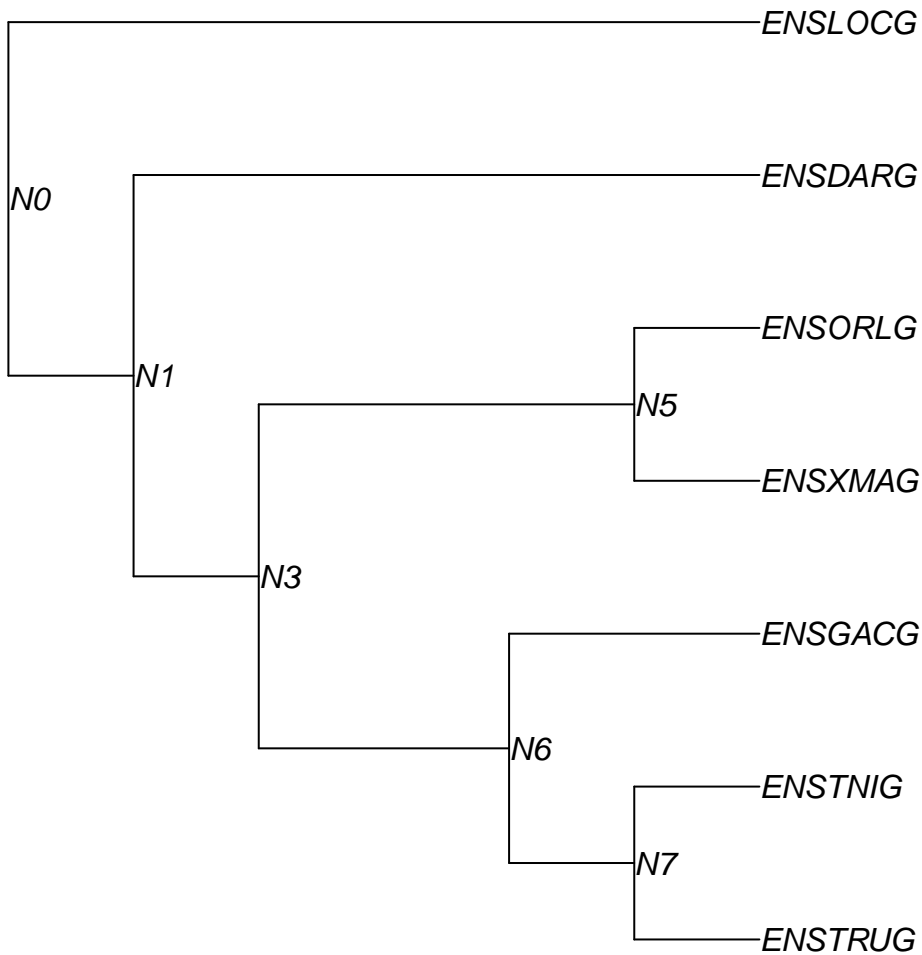 ENSLOCG
ENSDARG
N0
ENSORLG
N1
N5
ENSXMAG
N3
ENSGACG
N6
ENSTNIG
N7
ENSTRUG